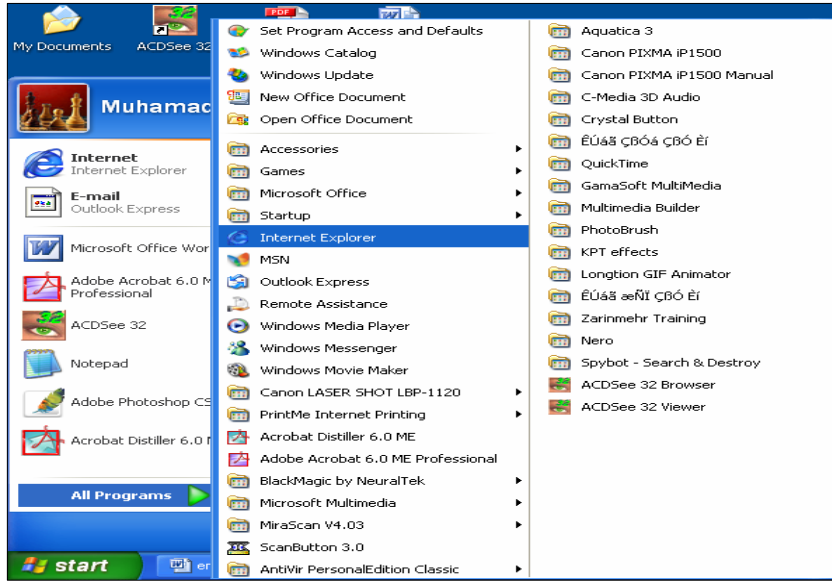 PDF
My Documents
ACDSee 32
Muhamad
Internet
Internet Explorer
E-mail
Outlook Express
Microsoft Office Wor
Adobe Acrobat 6.0 M
Professional
ACDSee 32
Notepad
Adobe Photoshop CS
Acrobat Distiller 6.0 M
All Programs
start
en
Set Program Access and Defaults
Windows Catalog
Windows Update
New Office Document
Open Office Document
Accessories
Games
Microsoft Office
Startup
Internet Explorer
MSN
Outlook Express
Remote Assistance
Windows Media Player
Windows Messenger
Windows Movie Maker
Canon LASER SHOT LBP-1120
PrintMe Internet Printing
Acrobat Distiller 6.0 ME
Adobe Acrobat 6.0 ME Professional
BlackMagic by NeuralTek
Microsoft Multimedia
MiraScan V4.03
ScanButton 3.0
AntiVir PersonalEdition Classic
Aquatica 3
Canon PIXMA iP1500
Canon PIXMA iP1500 Manual
C-Media 3D Audio
Crystal Button
ÊÚáã ÇßÓá ÇßÓ Èí
QuickTime
GamaSoft MultiMedia
Multimedia Builder
PhotoBrush
KPT effects
Longtion GIF Animator
ÊÚáã æÑÏ ÇßÓ Èí
Zarinmehr Training
Nero
Spybot - Search & Destroy
ACDSee 32 Browser
ACDSee 32 Viewer